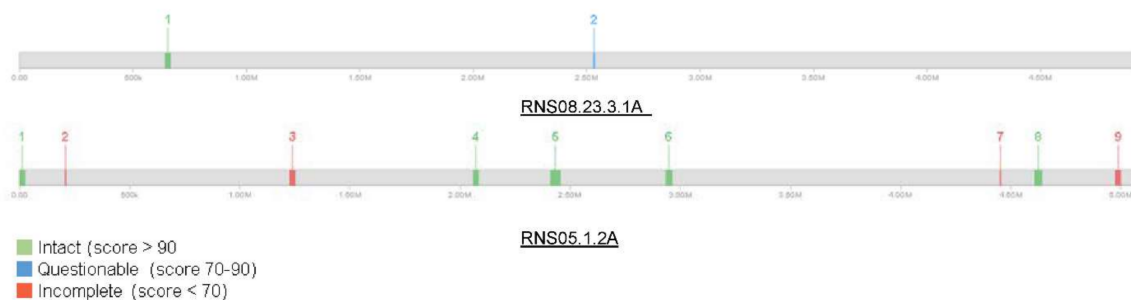 1 2
0.00 500k 1.00M 1.50M 2.00M 2.50M 3.00M 3.50M 4.00M 4.50M
RNS08.23.3.1A
1 2 3 4 5 6 7 8 9
0.00 500k 1.00M 1.50M 2.00M 2.50M 3.00M 3.50M 4.00M 4.50M 5.00M
RNS05.1.2A
Intact (score > 90
Questionable (score 70-90)
Incomplete (score < 70)